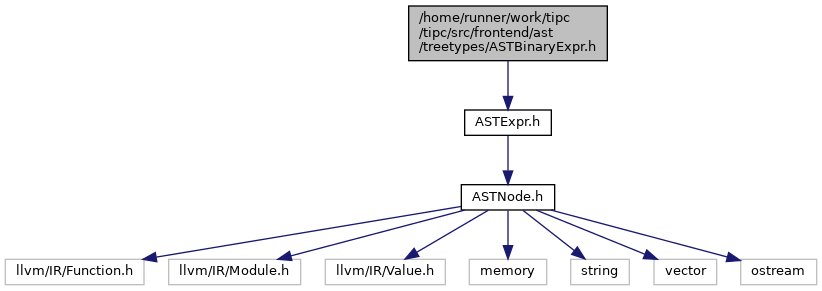 /home/runner/work/tipc
/tipc/src/frontend/ast
/treetypes/ASTBinaryExpr.h
ASTExpr.h
ASTNode.h
llvm/IR/Function.h
llvm/IR/Module.h
llvm/IR/Value.h
memory
string
vector
ostream